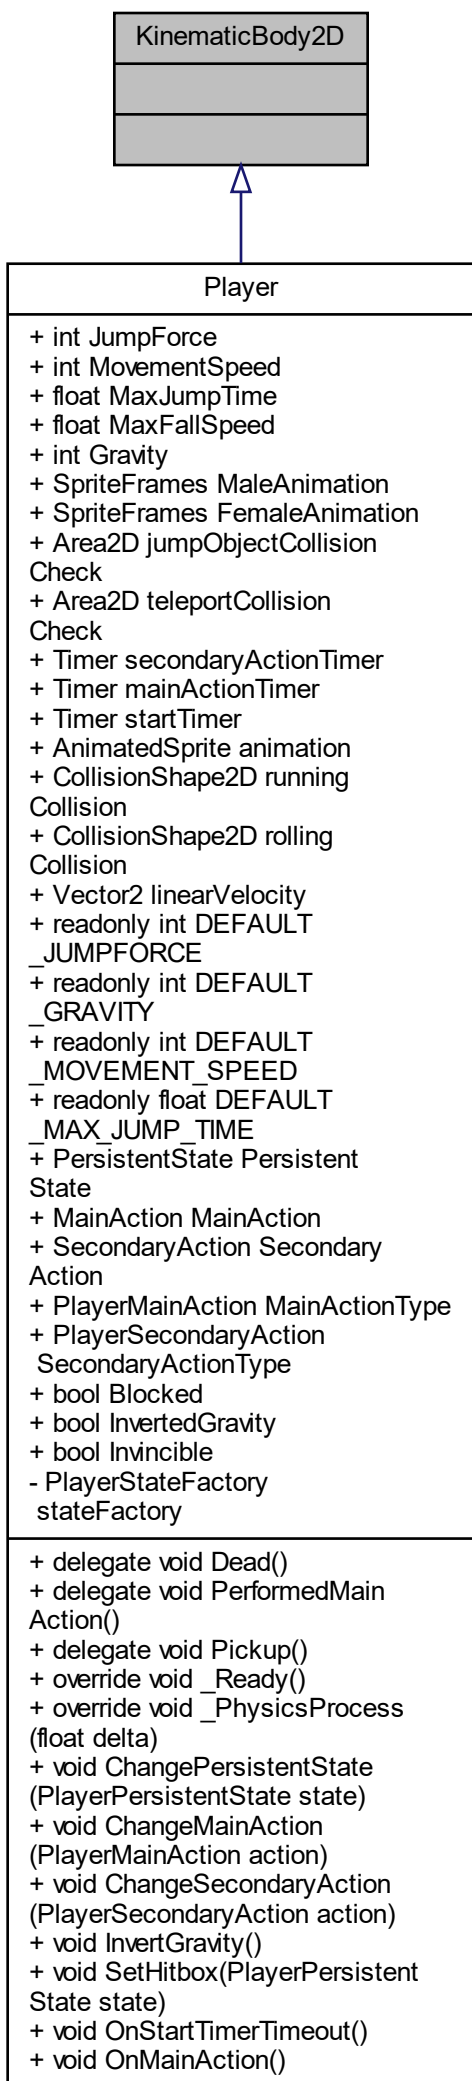 KinematicBody2D
Player
+ int JumpForce
+ int MovementSpeed
+ float MaxJumpTime
+ float MaxFallSpeed
+ int Gravity
+ SpriteFrames MaleAnimation
+ SpriteFrames FemaleAnimation
+ Area2D jumpObjectCollision
Check
+ Area2D teleportCollision
Check
+ Timer secondaryActionTimer
+ Timer mainActionTimer
+ Timer startTimer
+ AnimatedSprite animation
+ CollisionShape2D running
Collision
+ CollisionShape2D rolling
Collision
+ Vector2 linearVelocity
+ readonly int DEFAULT
_JUMPFORCE
+ readonly int DEFAULT
_GRAVITY
+ readonly int DEFAULT
_MOVEMENT_SPEED
+ readonly float DEFAULT
_MAX_JUMP_TIME
+ PersistentState Persistent
State
+ MainAction MainAction
+ SecondaryAction Secondary
Action
+ PlayerMainAction MainActionType
+ PlayerSecondaryAction
SecondaryActionType
+ bool Blocked
+ bool InvertedGravity
+ bool Invincible
- PlayerStateFactory
stateFactory
+ delegate void Dead()
+ delegate void PerformedMain
Action()
+ delegate void Pickup()
+ override void _Ready()
+ override void _PhysicsProcess
(float delta)
+ void ChangePersistentState
(PlayerPersistentState state)
+ void ChangeMainAction
(PlayerMainAction action)
+ void ChangeSecondaryAction
(PlayerSecondaryAction action)
+ void InvertGravity()
+ void SetHitbox(PlayerPersistent
State state)
+ void OnStartTimerTimeout()
+ void OnMainAction()